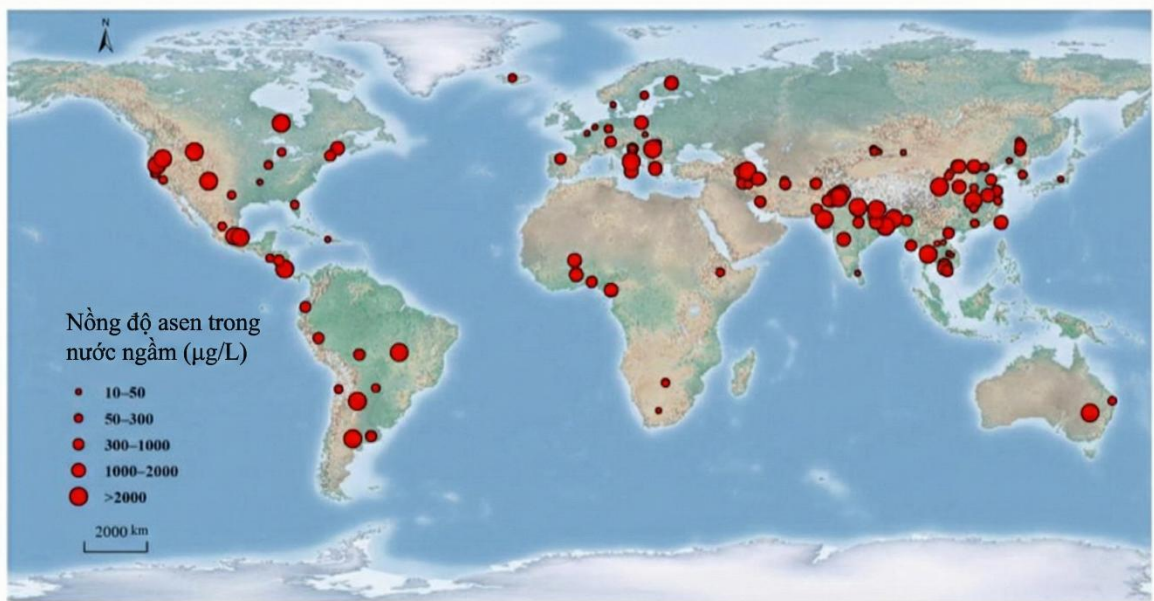 N
Nồng độ asen trong
nước ngầm (μg/L)
10–50
50–300
300–1000
1000–2000
>2000
2000 km